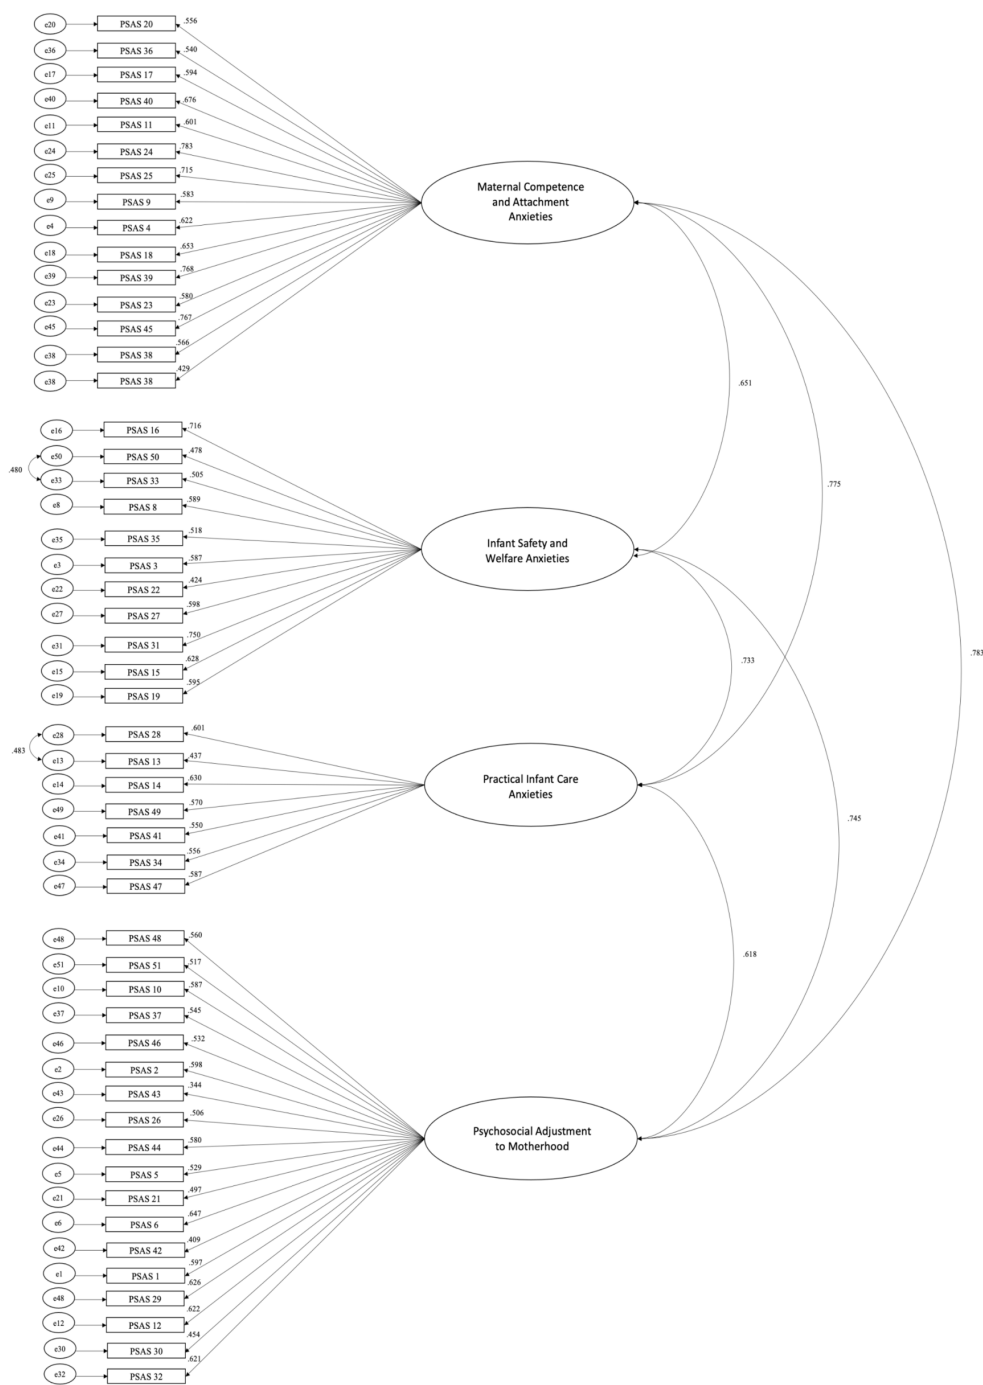 e20 PSAS 20 .556
e36 PSAS 36 .540
e17 PSAS 17 .594
e40 PSAS 40 .676
e11 PSAS 11 .601
e24 PSAS 24 .783
e25 PSAS 25 .715
e9 PSAS 9 .583
e4 PSAS 4 .622
e18 PSAS 18 .653
e39 PSAS 39 .768
e23 PSAS 23 .580
e45 PSAS 45 .767
e38 PSAS 38 .566
e38 PSAS 38 .429
Maternal Competence
and Attachment
Anxieties
.651
.775
.783
e16 PSAS 16 .716
e50 PSAS 50 .478
.480
e33 PSAS 33 .505
e8 PSAS 8 .589
e35 PSAS 35 .518
e3 PSAS 3 .587
e22 PSAS 22 .424
e27 PSAS 27 .598
e31 PSAS 31 .750
e15 PSAS 15 .628
e19 PSAS 19 .595
Infant Safety and
Welfare Anxieties
.733
.745
e28 PSAS 28 .601
.483
e13 PSAS 13 .437
e14 PSAS 14 .630
e49 PSAS 49 .570
e41 PSAS 41 .550
e34 PSAS 34 .556
e47 PSAS 47 .587
Practical Infant Care
Anxieties
.618
e48 PSAS 48 .560
e51 PSAS 51 .517
e10 PSAS 10 .587
e37 PSAS 37 .545
e46 PSAS 46 .532
e2 PSAS 2 .598
e43 PSAS 43 .344
e26 PSAS 26 .506
e44 PSAS 44 .580
e5 PSAS 5 .529
e21 PSAS 21 .497
e6 PSAS 6 .647
e42 PSAS 42 .409
e1 PSAS 1 .597
e48 PSAS 29 .626
e12 PSAS 12 .622
e30 PSAS 30 .454
e32 PSAS 32 .621
Psychosocial Adjustment
to Motherhood